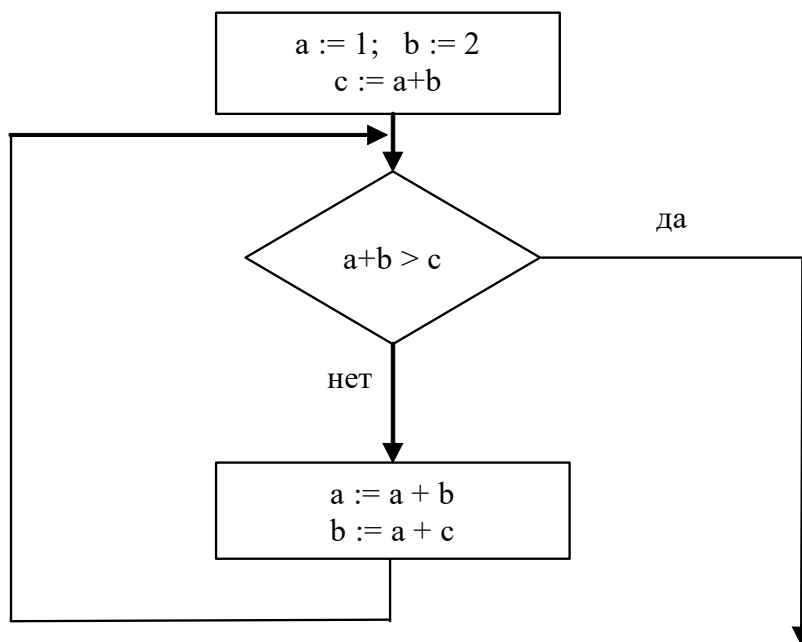 a := 1; b := 2
c := a+b
да
a+b > c
нет
a := a + b
b := a + c